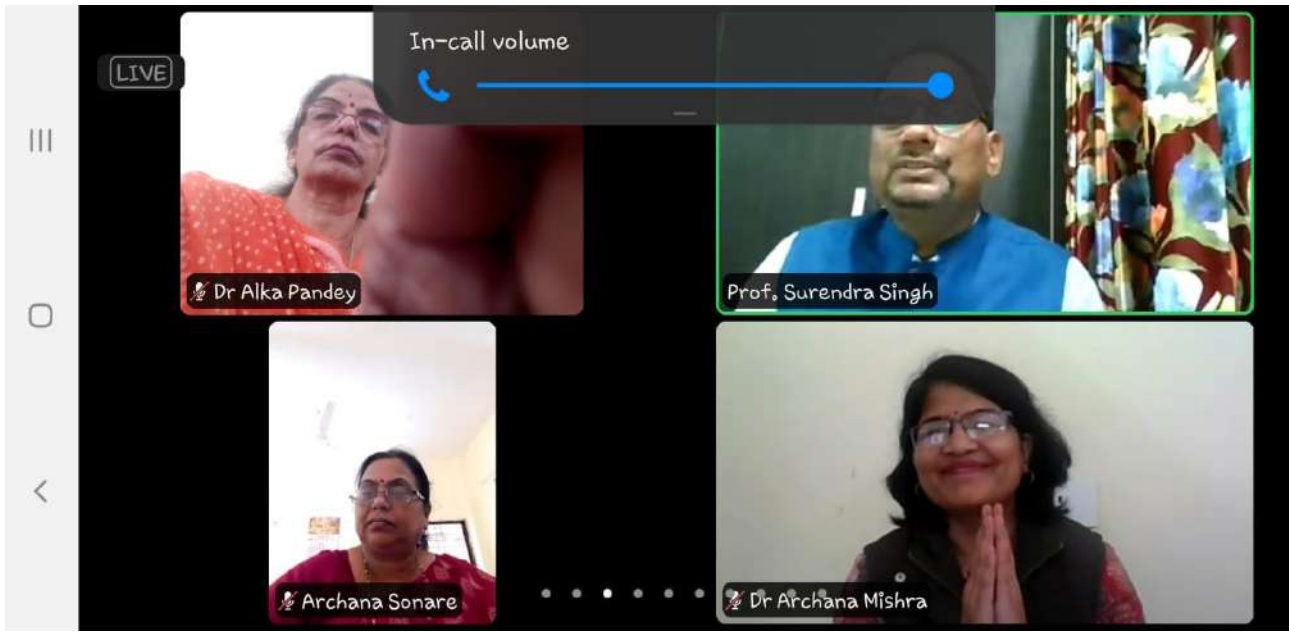 In-call volume
LIVE
Dr Alka Pandey
Prof. Surendra Singh
Archana Sonare
Dr Archana Mishra